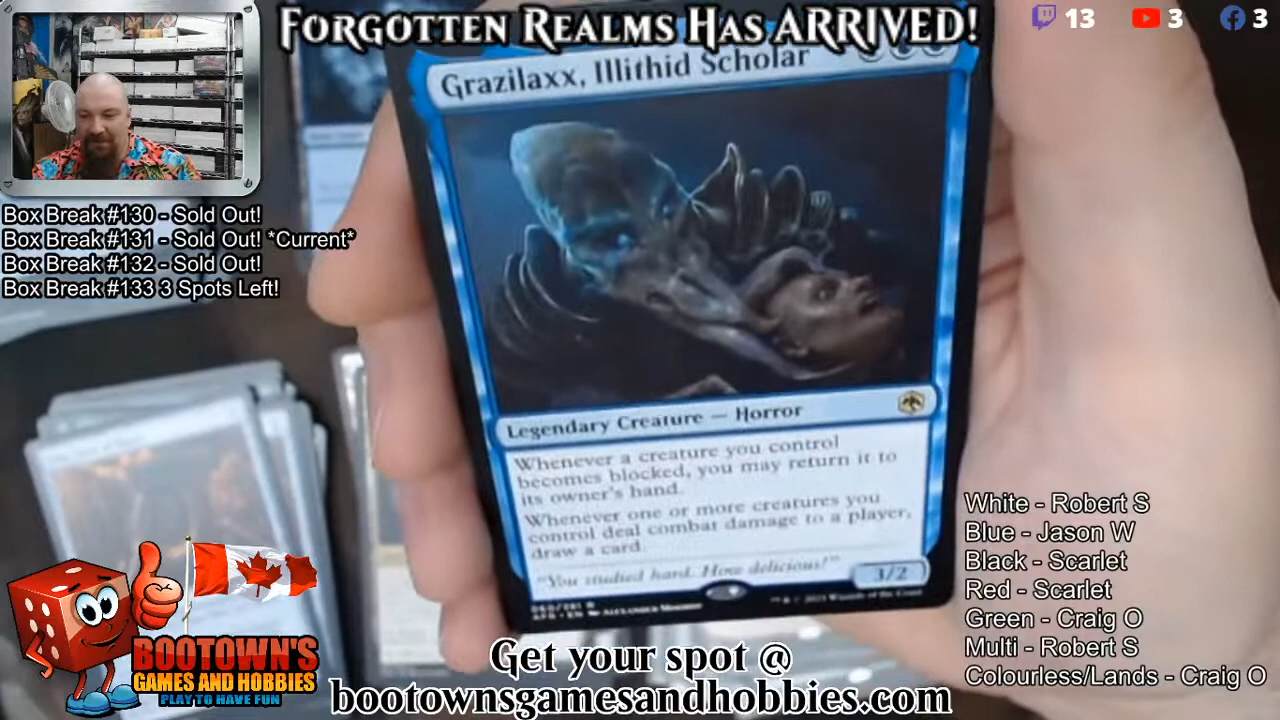 FORGOTTEN REALMS HAS ARRIVED!
13
3
3
Grazilaxx, Illithid Scholar
Box Break #130 - Sold Out!
Box Break #131 - Sold Out! *Current*
Box Break #132 - Sold Out!
Box Break #133 3 Spots Left!
Legendary Creature — Horror
Whenever a creature you control
becomes blocked, you may return it to
its owner's hand.
Whenever one or more creatures you
control deal combat damage to a player,
draw a card.
"You studied hard. How delicious!"
3/2
White - Robert S
Blue - Jason W
Black - Scarlet
Red - Scarlet
Green - Craig O
Multi - Robert S
Colourless/Lands - Craig O
BOOTOWN'S
GAMES AND HOBBIES
PLAY TO HAVE FUN
Get your spot @
bootownsgamesandhobbies.com